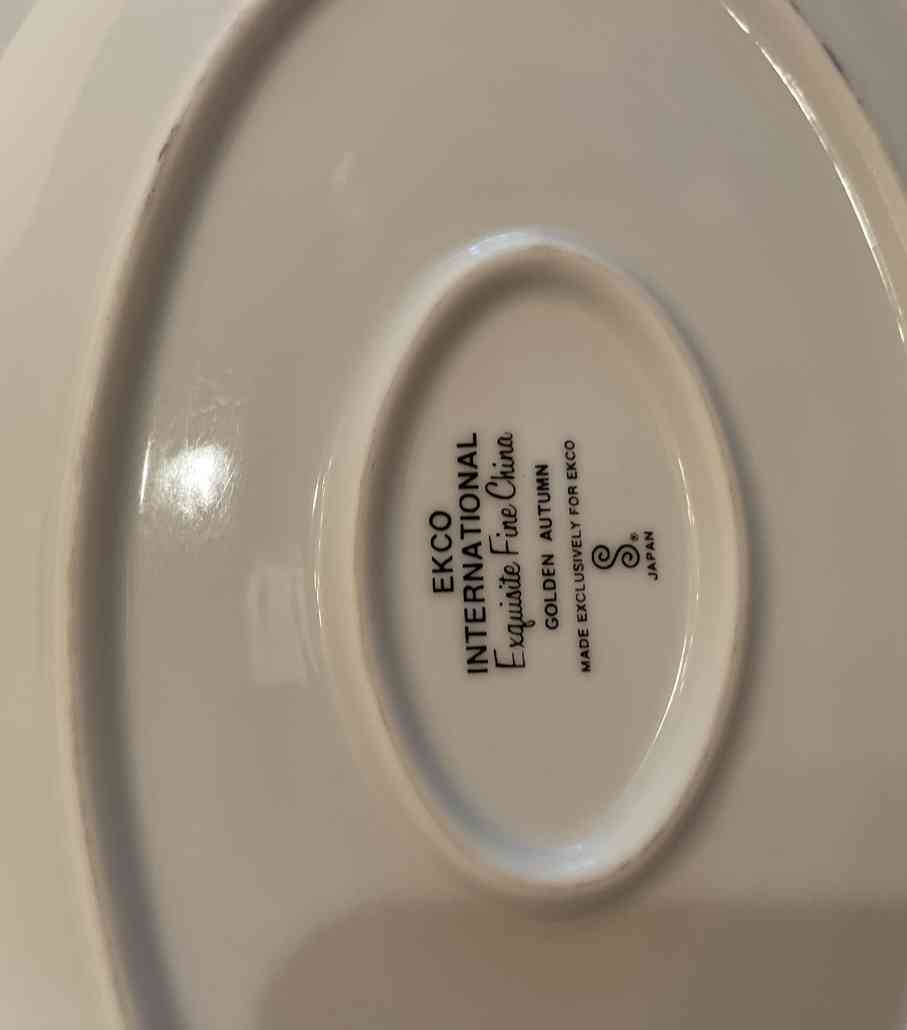 EKCO
INTERNATIONAL
Exquisite Fine China
GOLDEN AUTUMN
MADE EXCLUSIVELY FOR EKCO
®
JAPAN